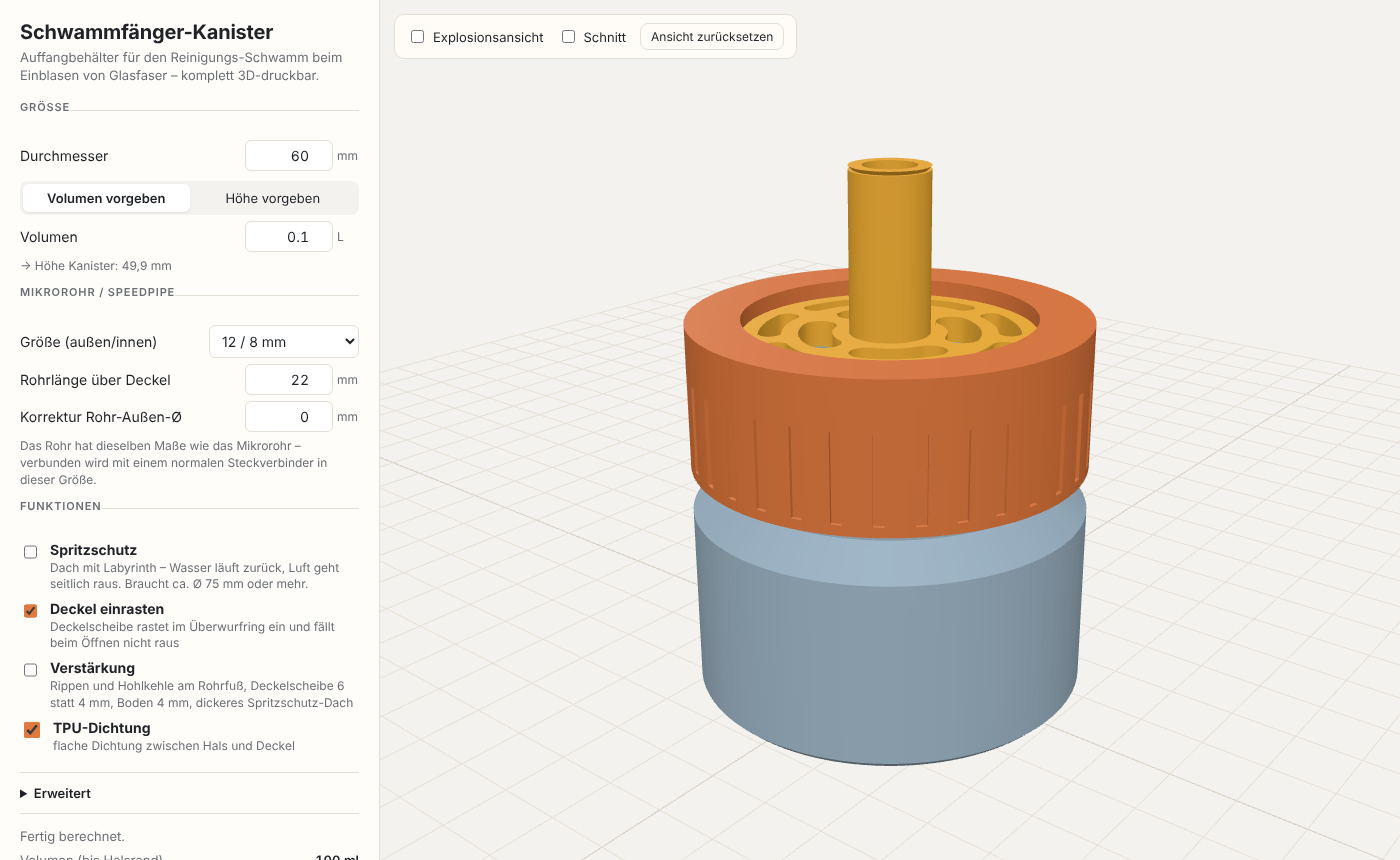 Schwammfänger-Kanister
Auffangbehälter für den Reinigungs-Schwamm beim
Einblasen von Glasfaser – komplett 3D-druckbar.
GRÖSSE
Durchmesser 60 mm
Volumen vorgeben Höhe vorgeben
Volumen 0.1 L
→ Höhe Kanister: 49,9 mm
MIKROROHR / SPEEDPIPE
Größe (außen/innen) 12 / 8 mm
Rohrlänge über Deckel 22 mm
Korrektur Rohr-Außen-Ø 0 mm
Das Rohr hat dieselben Maße wie das Mikrorohr –
verbunden wird mit einem normalen Steckverbinder in
dieser Größe.
FUNKTIONEN
Spritzschutz
Dach mit Labyrinth – Wasser läuft zurück, Luft geht
seitlich raus. Braucht ca. Ø 75 mm oder mehr.
Deckel einrasten
Deckelscheibe rastet im Überwurfring ein und fällt
beim Öffnen nicht raus
Verstärkung
Rippen und Hohlkehle am Rohrfuß, Deckelscheibe 6
statt 4 mm, Boden 4 mm, dickeres Spritzschutz-Dach
TPU-Dichtung
flache Dichtung zwischen Hals und Deckel
Erweitert
Fertig berechnet.
Volumen (bis Halsrand) 100 ml
Explosionsansicht Schnitt Ansicht zurücksetzen